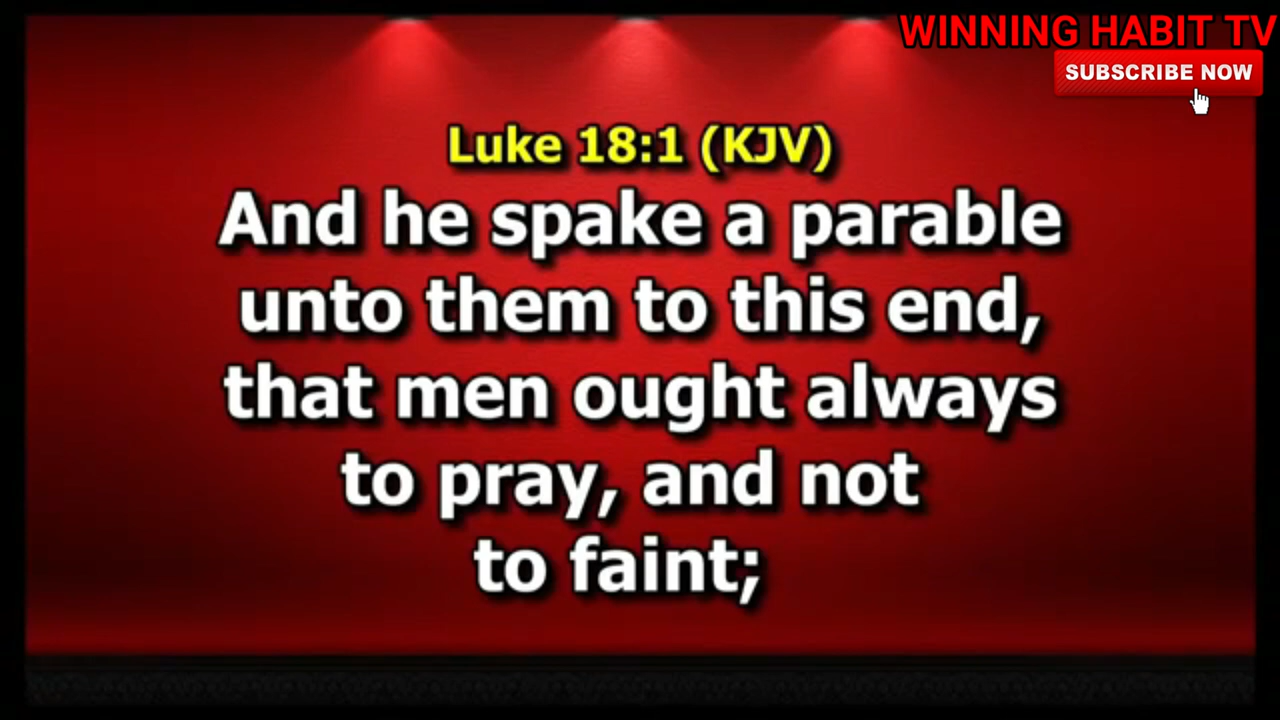 WINNING HABIT TV
SUBSCRIBE NOW
Luke 18:1 (KJV)
And he spake a parable
unto them to this end,
that men ought always
to pray, and not
to faint;